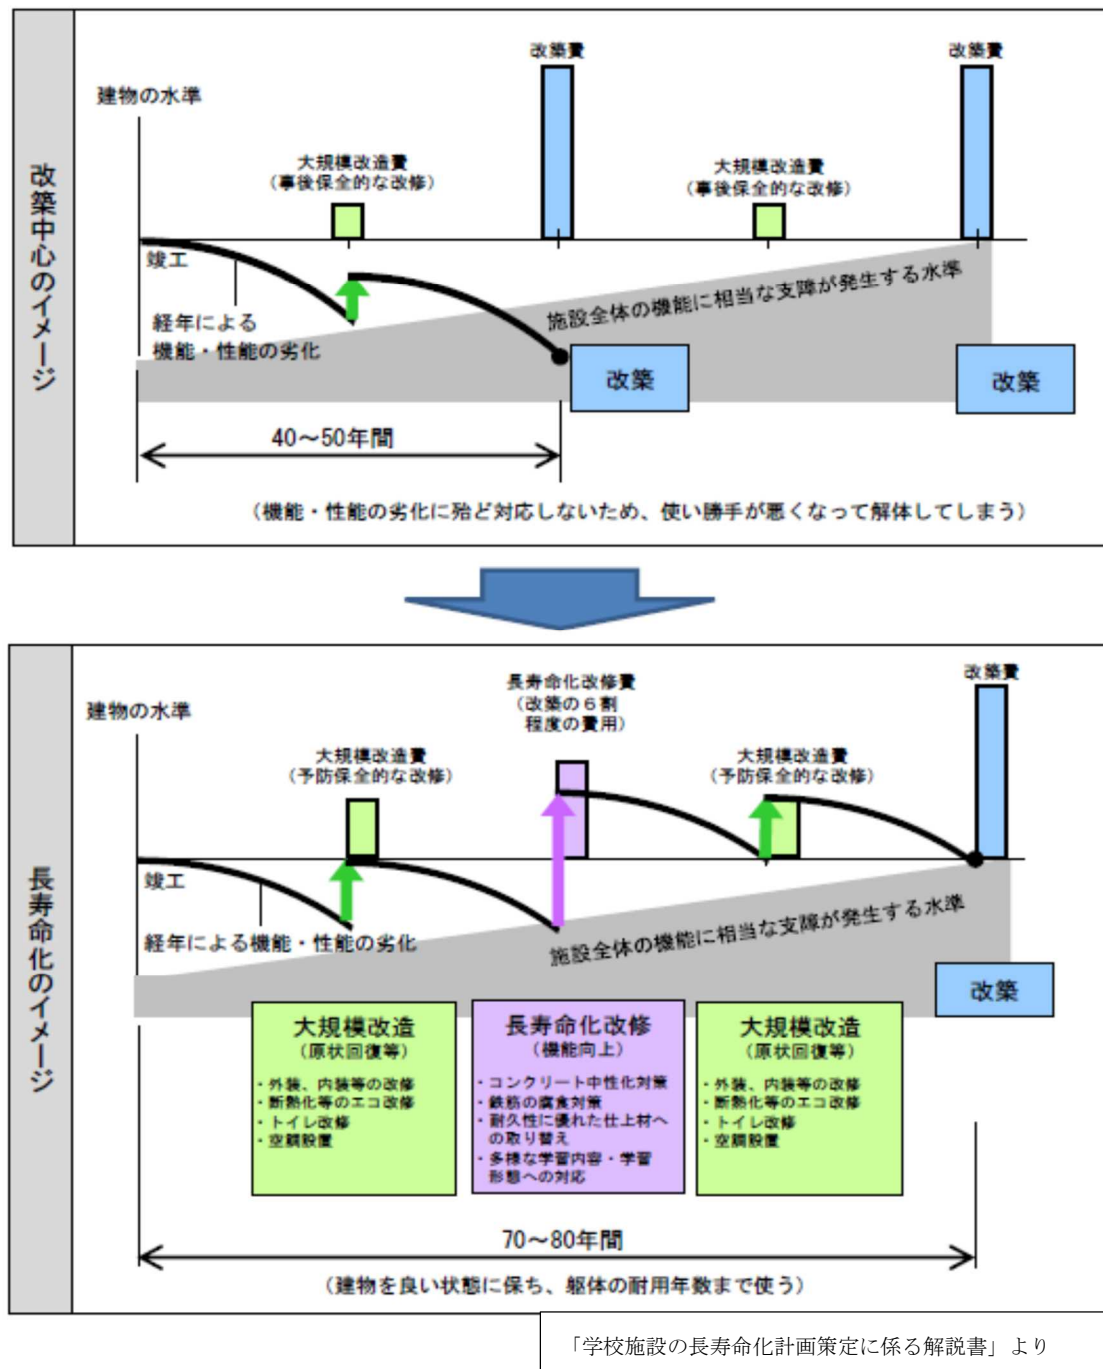 改築中心のイメージ
改築費
改築費
建物の水準
大規模改造費
（事後保全的な改修）
大規模改造費
（事後保全的な改修）
竣工
経年による
機能・性能の劣化
施設全体の機能に相当な支障が発生する水準
改築
改築
40～50年間
（機能・性能の劣化に殆ど対応しないため、使い勝手が悪くなって解体してしまう）
長寿命化のイメージ
建物の水準
長寿命化改修費
（改築の６割
程度の費用）
改築費
大規模改造費
（予防保全的な改修）
大規模改造費
（予防保全的な改修）
竣工
経年による機能・性能の劣化
施設全体の機能に相当な支障が発生する水準
改築
大規模改造
（原状回復等）
・外装、内装等の改修
・断熱化等のエコ改修
・トイレ改修
・空調設置
長寿命化改修
（機能向上）
・コンクリート中性化対策
・鉄筋の腐食対策
・耐久性に優れた仕上材へ
の取り替え
・多様な学習内容・学習
形態への対応
大規模改造
（原状回復等）
・外装、内装等の改修
・断熱化等のエコ改修
・トイレ改修
・空調設置
70～80年間
（建物を良い状態に保ち、躯体の耐用年数まで使う）
「学校施設の長寿命化計画策定に係る解説書」より